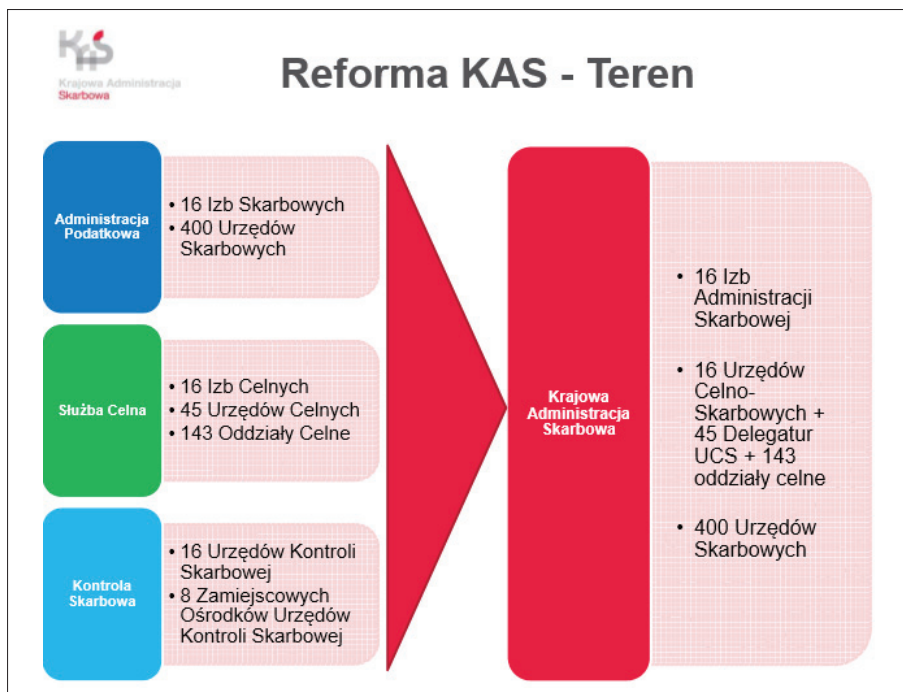 KAS
Krajowa Administracja
Skarbowa
Reforma KAS - Teren
Administracja
Podatkowa
• 16 Izb Skarbowych
• 400 Urzędów
Skarbowych
Służba Celna
• 16 Izb Celnych
• 45 Urzędów Celnych
• 143 Oddziały Celne
Kontrola
Skarbowa
• 16 Urzędów Kontroli
Skarbowej
• 8 Zamiejscowych
Ośrodków Urzędów
Kontroli Skarbowej
Krajowa
Administracja
Skarbowa
• 16 Izb
Administracji
Skarbowej
• 16 Urzędów
Celno-
Skarbowych +
45 Delegatur
UCS + 143
oddziały celne
• 400 Urzędów
Skarbowych